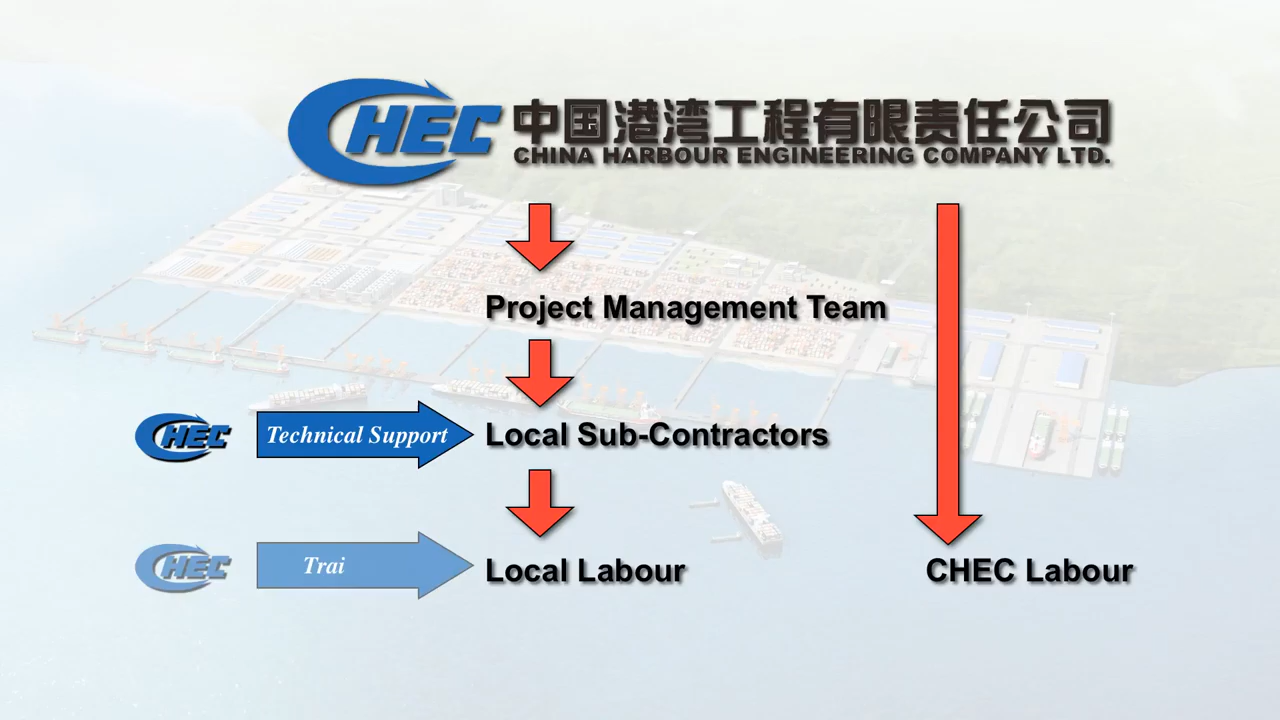 CHEC 中国港湾工程有限责任公司
CHINA HARBOUR ENGINEERING COMPANY LTD.
Project Management Team
CHEC Technical Support Local Sub-Contractors
CHEC Trai Local Labour CHEC Labour